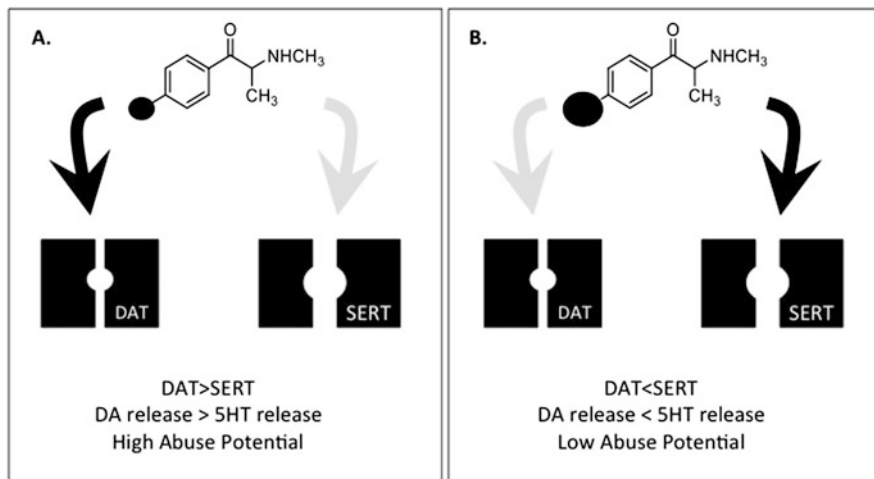 A.
O
NHCH₃
CH₃
DAT
SERT
DAT>SERT
DA release > 5HT release
High Abuse Potential
B.
O
NHCH₃
CH₃
DAT
SERT
DAT<SERT
DA release < 5HT release
Low Abuse Potential